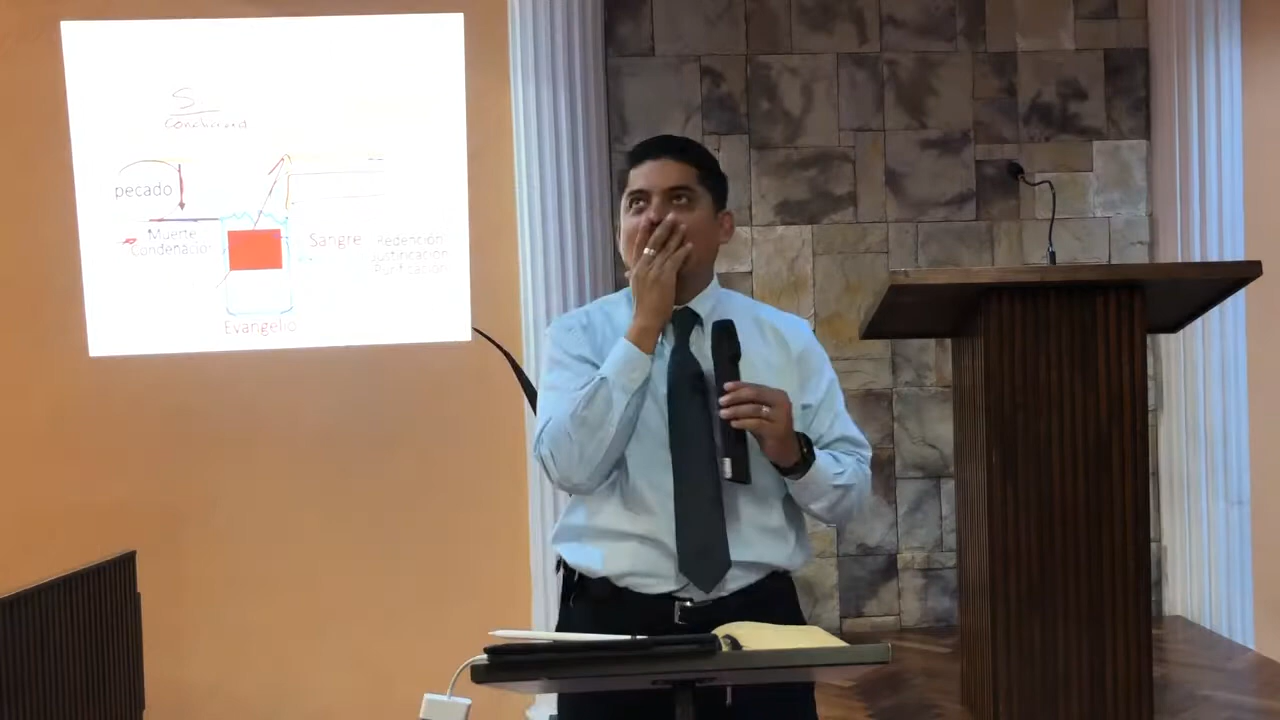 pecado
Muerte
Condenación
Sangre
Redención
Justificación
Purificación
Evangelio